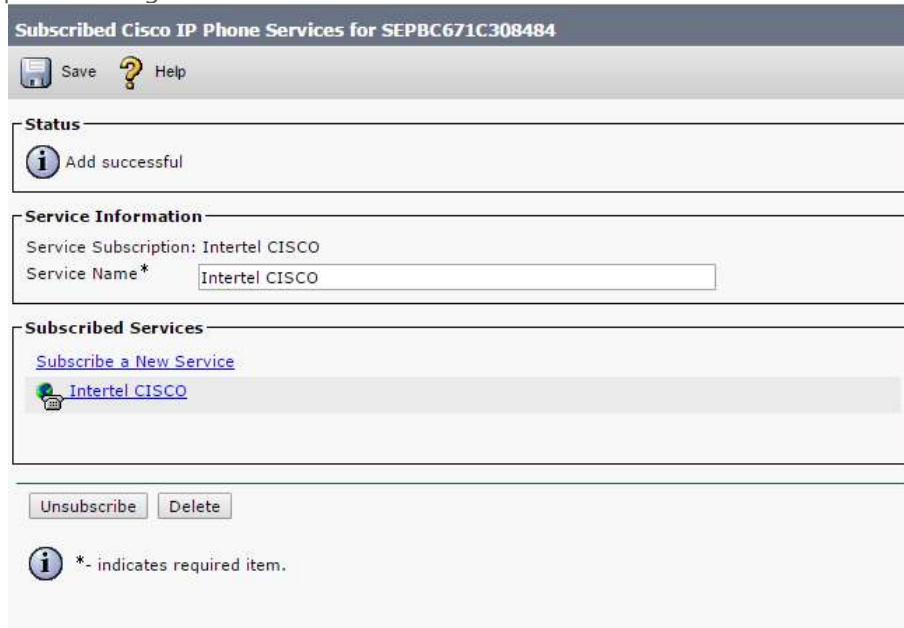 Subscribed Cisco IP Phone Services for SEPBC671C308484
Save Help
Status
Add successful
Service Information
Service Subscription: Intertel CISCO
Service Name* Intertel CISCO
Subscribed Services
Subscribe a New Service
Intertel CISCO
Unsubscribe Delete
*- indicates required item.